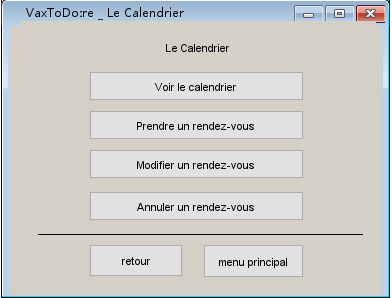 VaxToDo:re _ Le Calendrier
Le Calendrier
Voir le calendrier
Prendre un rendez-vous
Modifier un rendez-vous
Annuler un rendez-vous
retour
menu principal